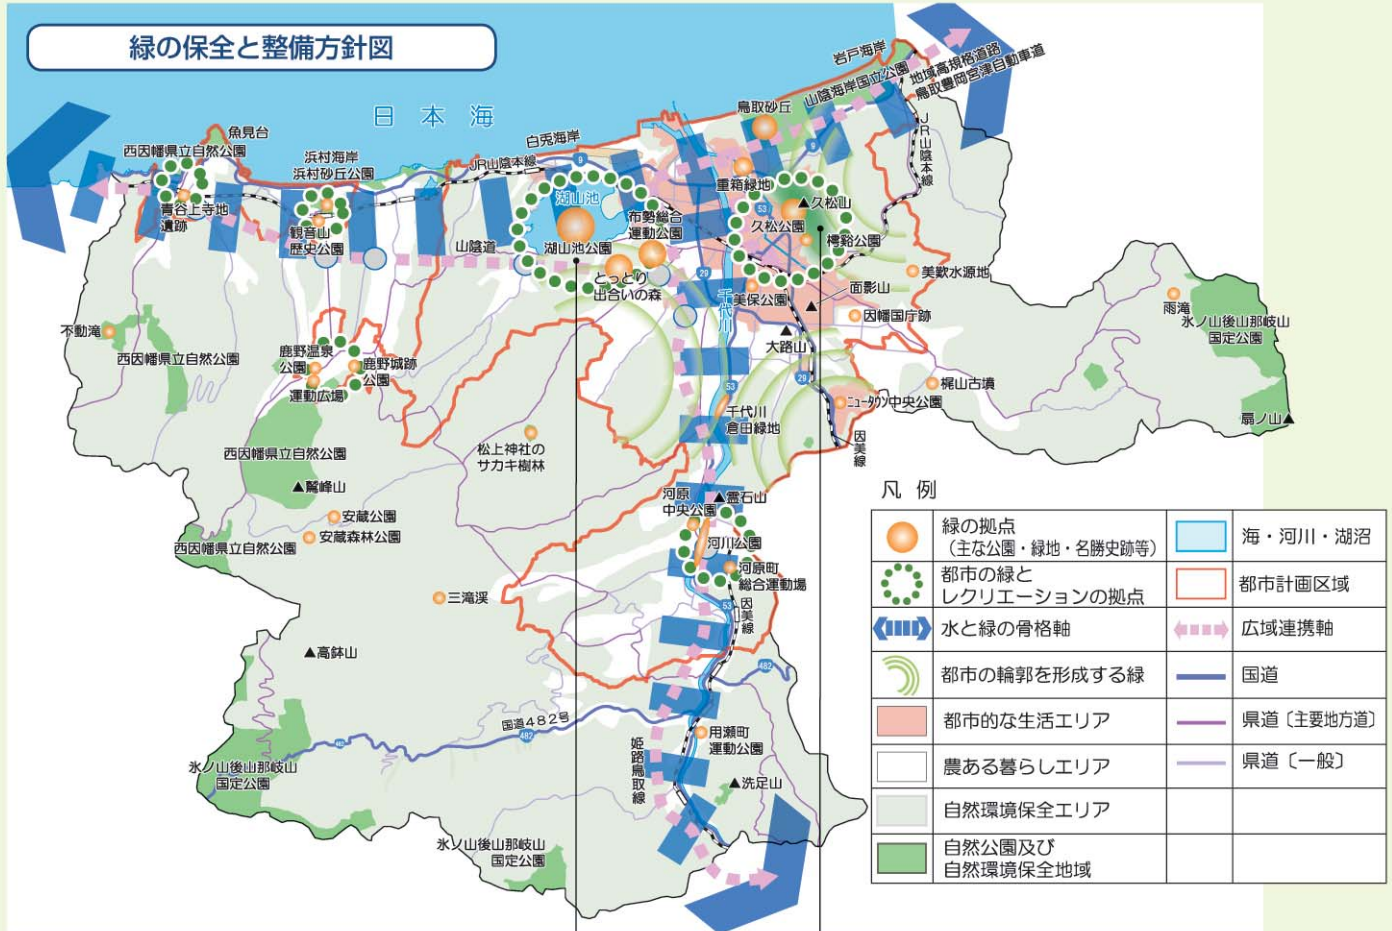 緑の保全と整備方針図
日本海
岩戸海岸
山陰海岸国立公園
地域高規格道路
鳥取豊岡宮津自動車道
鳥取砂丘
JR山陰本線
魚見台
西因幡県立自然公園
浜村海岸
浜村砂丘公園
白兎海岸
JR山陰本線
9
9
重箱緑地
湖山池
53
▲久松山
久松公園
樗谿公園
青谷上寺地
遺跡
観音山
歴史公園
山陰道
湖山池公園
布勢総合
運動公園
とっとり
出合いの森
29
千代川
美保公園
面影山
美歎水源地
因幡国庁跡
大路山
雨滝
氷ノ山後山那岐山
国定公園
扇ノ山▲
不動滝
西因幡県立自然公園
鹿野温泉
公園
鹿野城跡
公園
運動広場
53
29
梶山古墳
ニュータウン中央公園
千代川
倉田緑地
因美線
松上神社の
サカキ樹林
西因幡県立自然公園
▲鷲峰山
安蔵公園
安蔵森林公園
西因幡県立自然公園
河原
中央公園
▲霊石山
河川公園
河原町
総合運動場
三滝渓
53
因美線
▲高鉢山
482
国道482号
482
482
用瀬町
運動公園
姫路鳥取線
▲洗足山
氷ノ山後山那岐山
国定公園
氷ノ山後山那岐山
国定公園
凡例
緑の拠点
（主な公園・緑地・名勝史跡等）
海・河川・湖沼
都市の緑と
レクリエーションの拠点
都市計画区域
水と緑の骨格軸
広域連携軸
都市の輪郭を形成する緑
国道
都市的な生活エリア
県道〔主要地方道〕
農ある暮らしエリア
県道〔一般〕
自然環境保全エリア
自然公園及び
自然環境保全地域